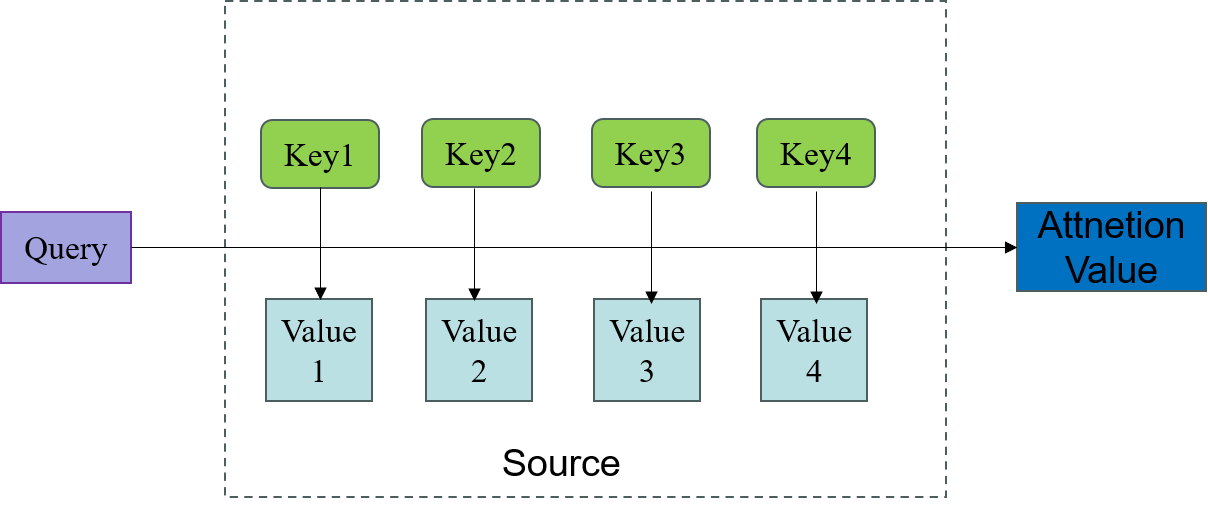 Key1
Key2
Key3
Key4
Query
Attnetion
Value
Value
1
Value
2
Value
3
Value
4
Source